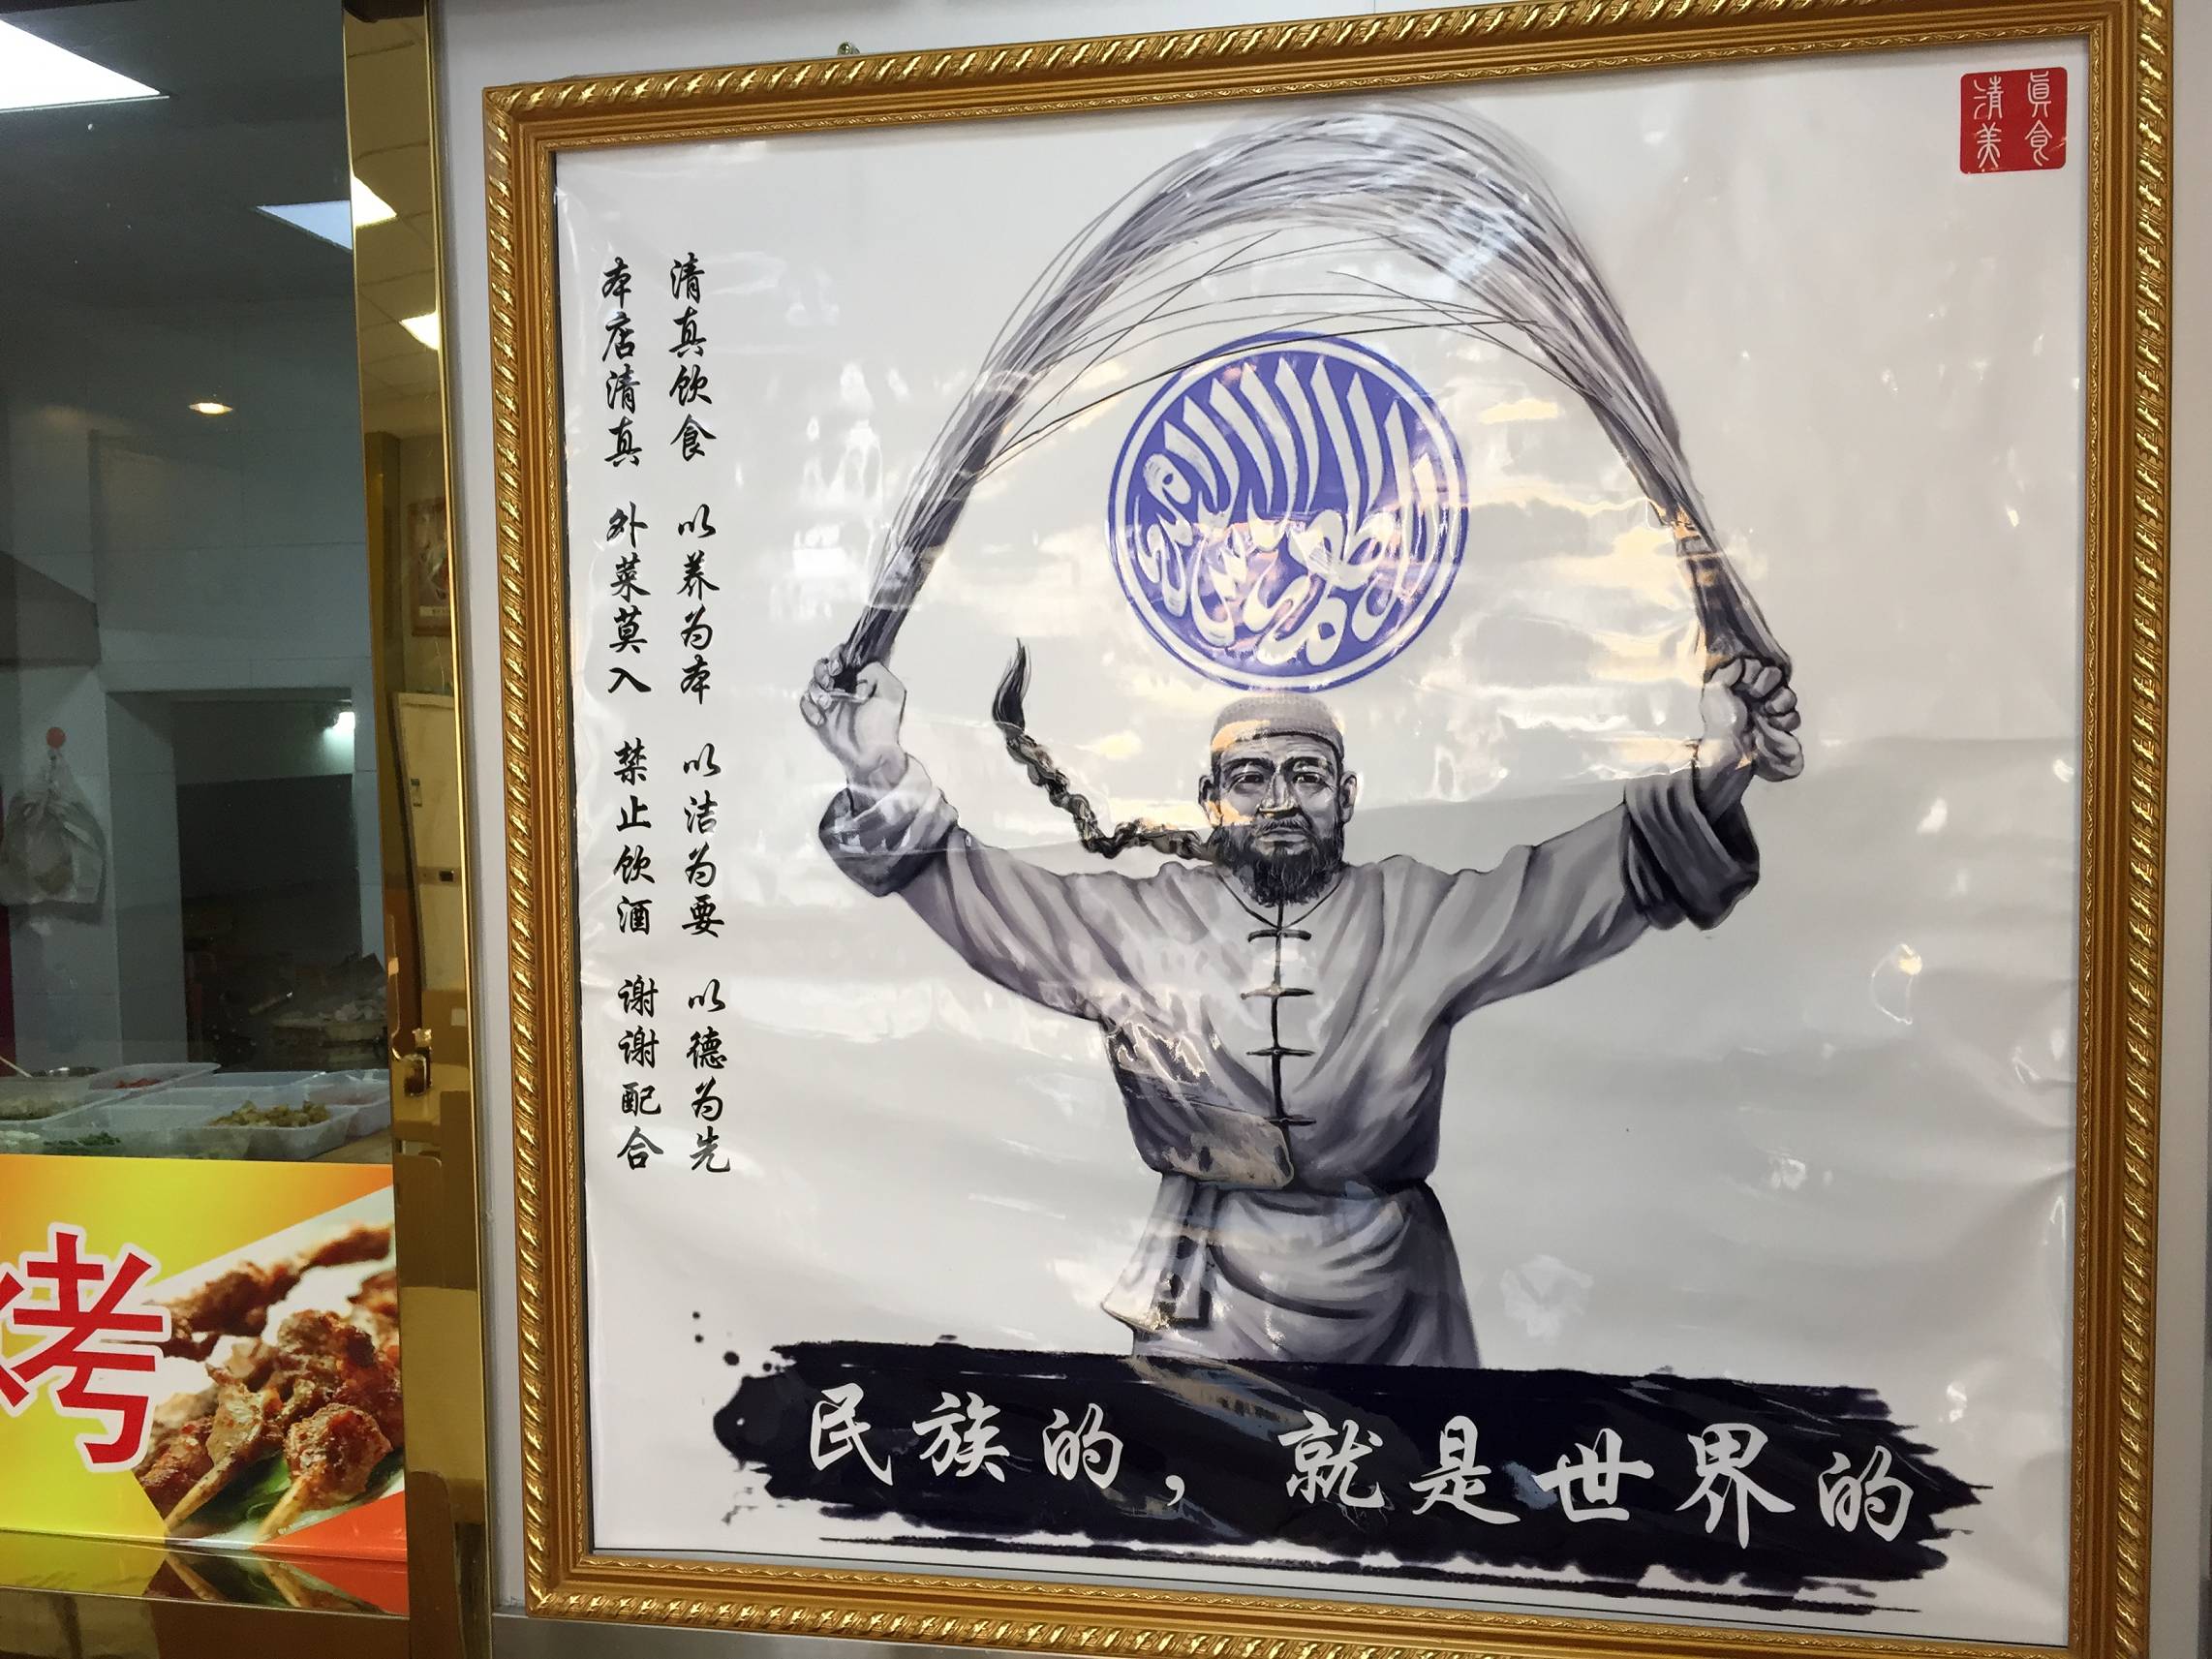 清真
美食
清真饮食 以养为本 以洁为要 以德为先
本店清真 外菜莫入 禁止饮酒 谢谢配合
民族的，就是世界的
烤